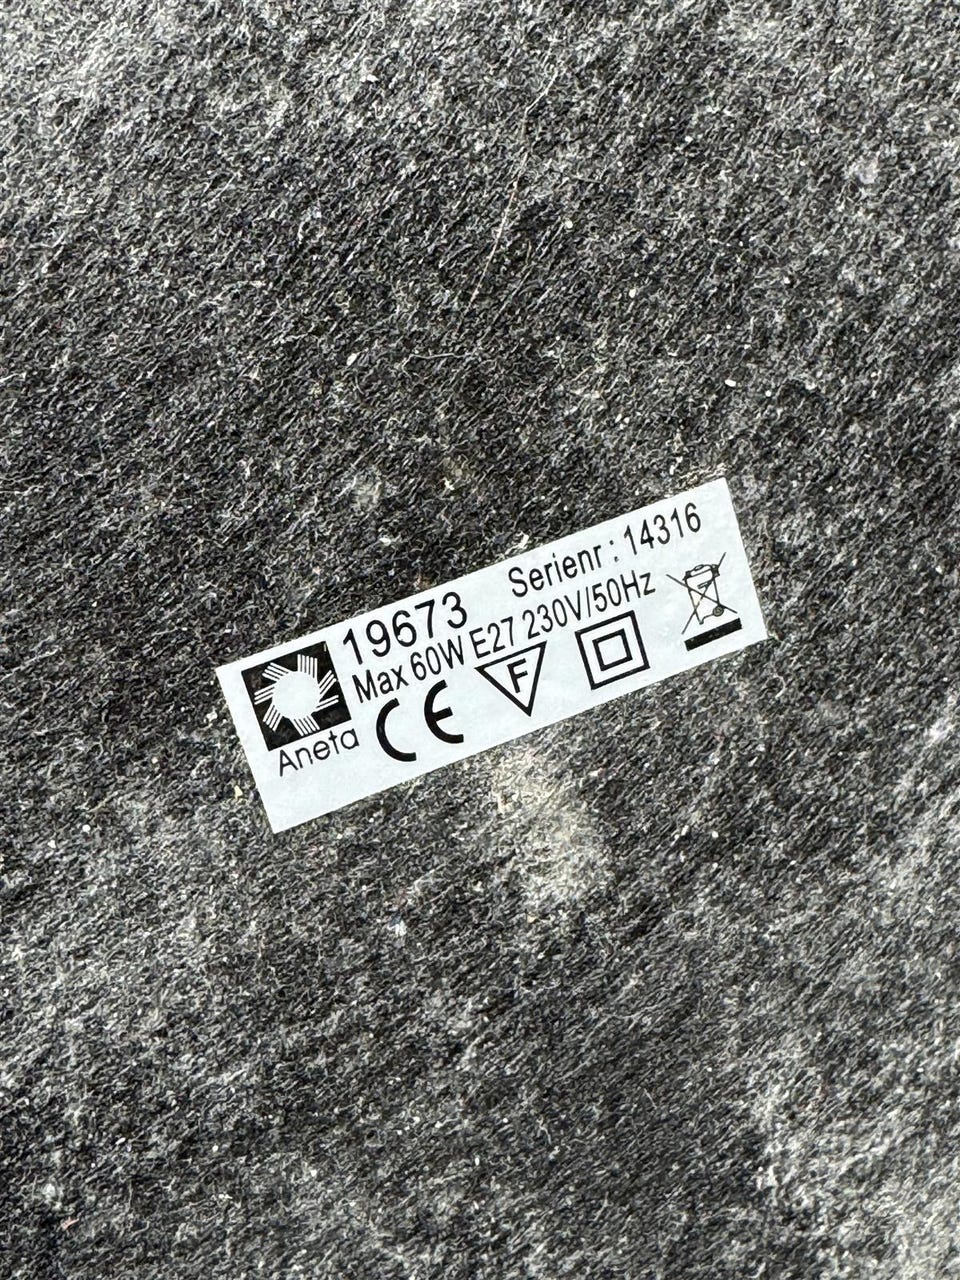 19673 Serienr : 14316
Max 60W E27 230V/50Hz
Aneta CE F